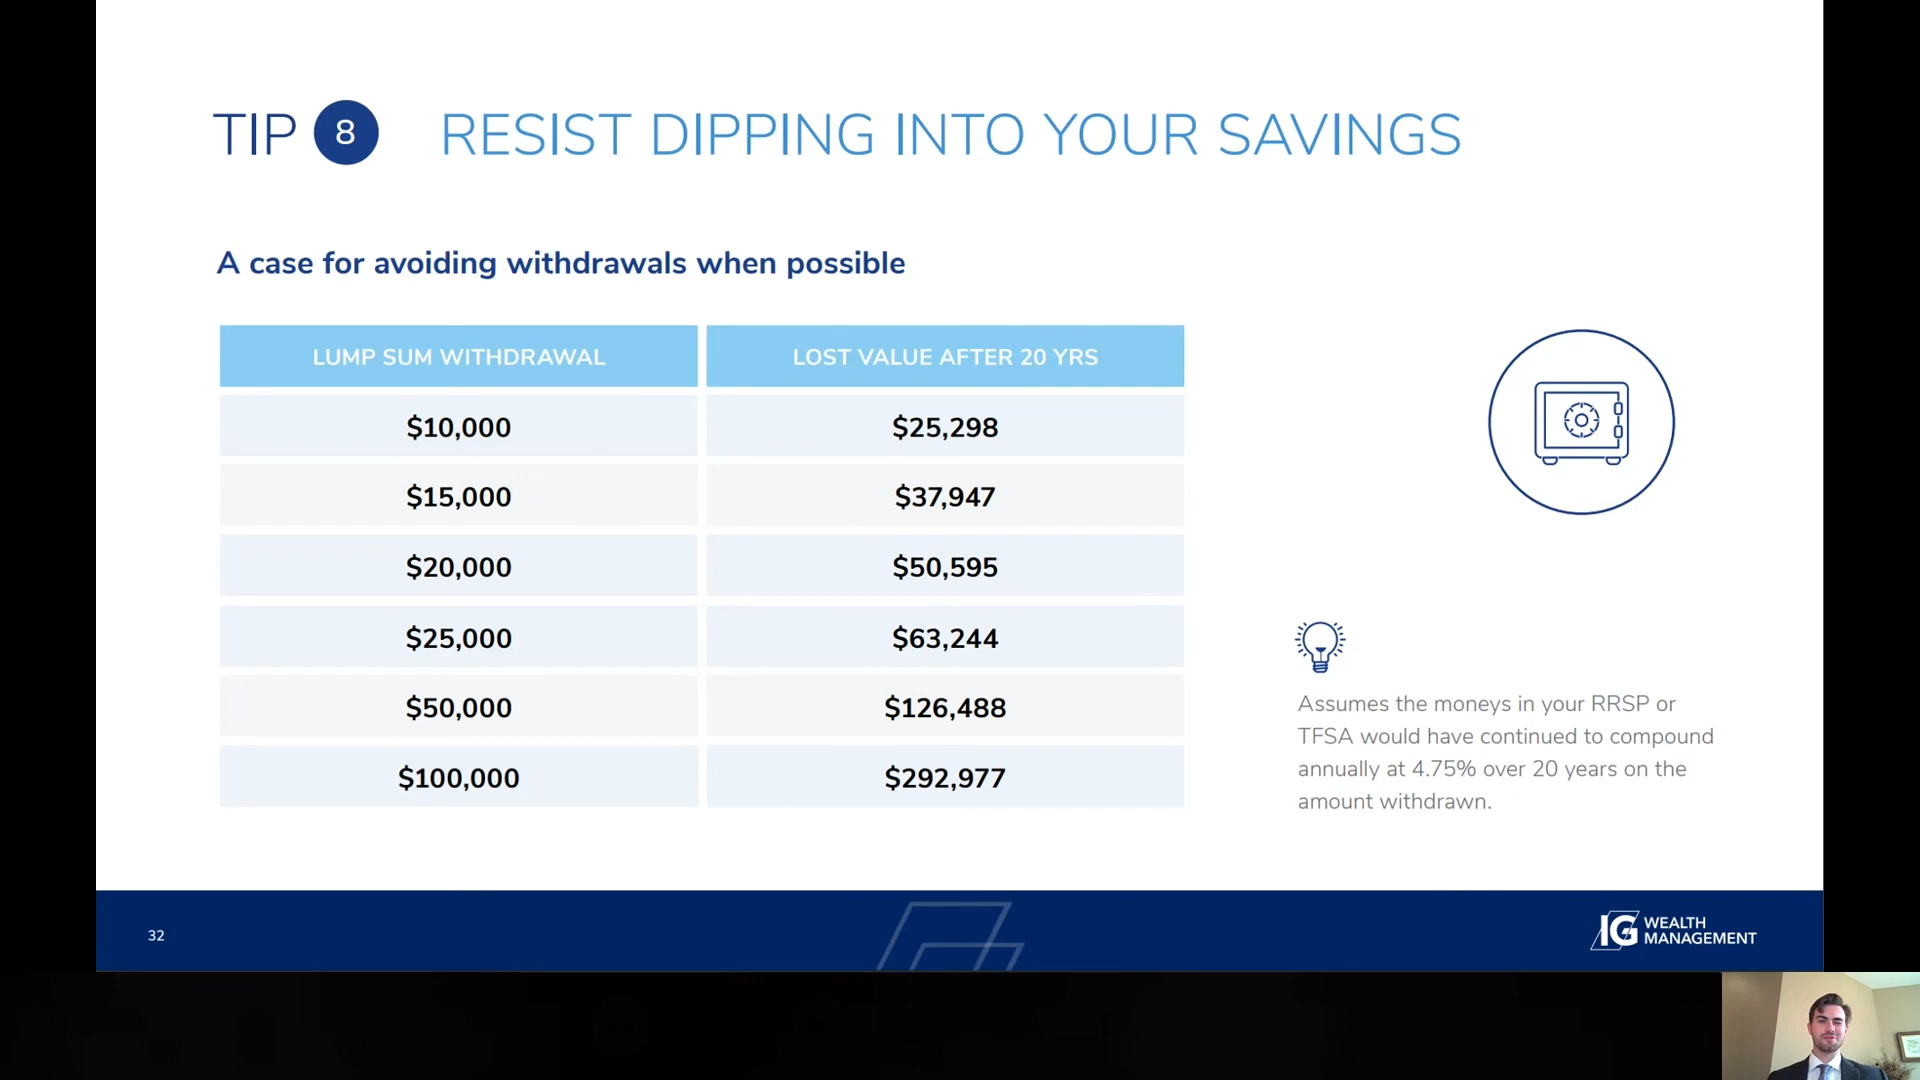 TIP 8 RESIST DIPPING INTO YOUR SAVINGS
A case for avoiding withdrawals when possible
LUMP SUM WITHDRAWAL LOST VALUE AFTER 20 YRS
$10,000 $25,298
$15,000 $37,947
$20,000 $50,595
$25,000 $63,244
$50,000 $126,488
$100,000 $292,977
Assumes the moneys in your RRSP or
TFSA would have continued to compound
annually at 4.75% over 20 years on the
amount withdrawn.
32
IG WEALTH
MANAGEMENT